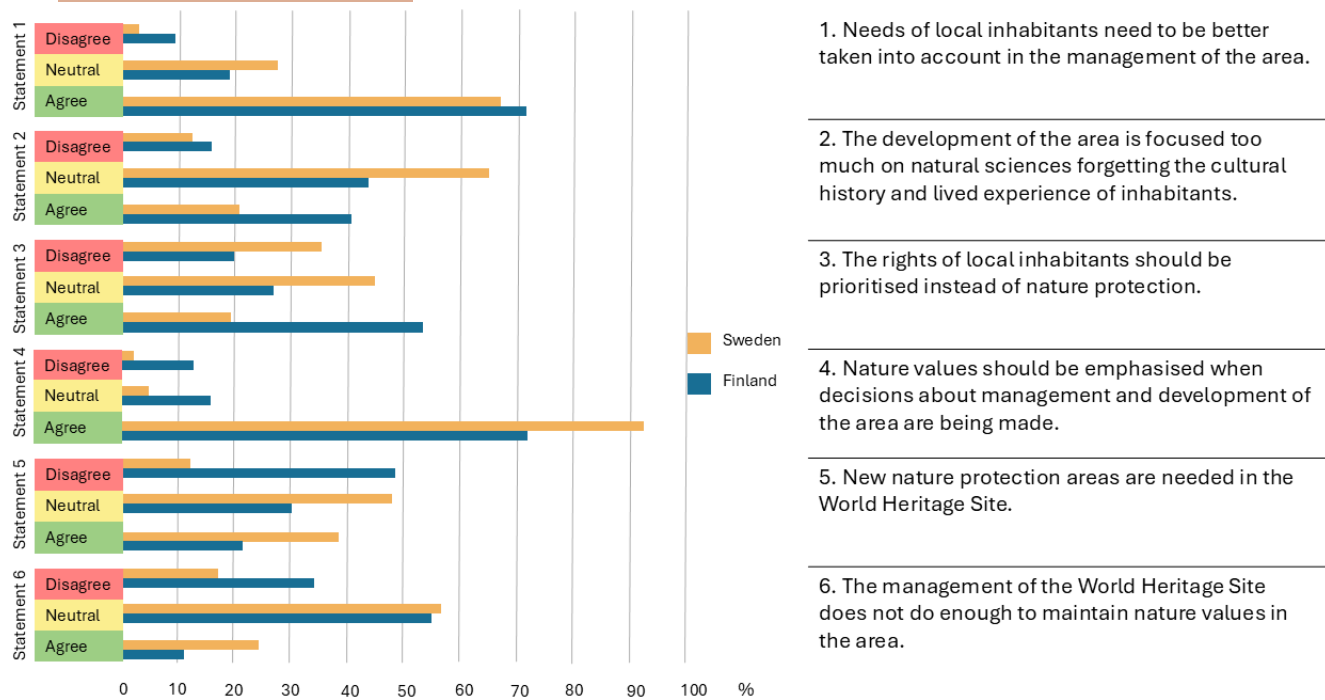 Statement 1
Disagree
Neutral
Agree
Statement 2
Disagree
Neutral
Agree
Statement 3
Disagree
Neutral
Agree
Statement 4
Disagree
Neutral
Agree
Statement 5
Disagree
Neutral
Agree
Statement 6
Disagree
Neutral
Agree
0 10 20 30 40 50 60 70 80 90 100 %
Sweden
Finland
1. Needs of local inhabitants need to be better
taken into account in the management of the area.
2. The development of the area is focused too
much on natural sciences forgetting the cultural
history and lived experience of inhabitants.
3. The rights of local inhabitants should be
prioritised instead of nature protection.
4. Nature values should be emphasised when
decisions about management and development of
the area are being made.
5. New nature protection areas are needed in the
World Heritage Site.
6. The management of the World Heritage Site
does not do enough to maintain nature values in
the area.